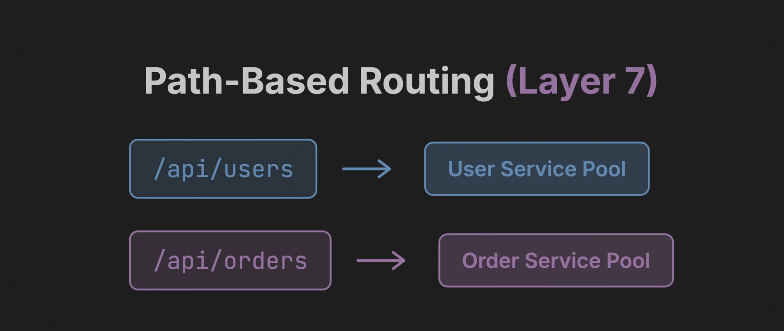 Path-Based Routing (Layer 7)
/api/users → User Service Pool
/api/orders → Order Service Pool